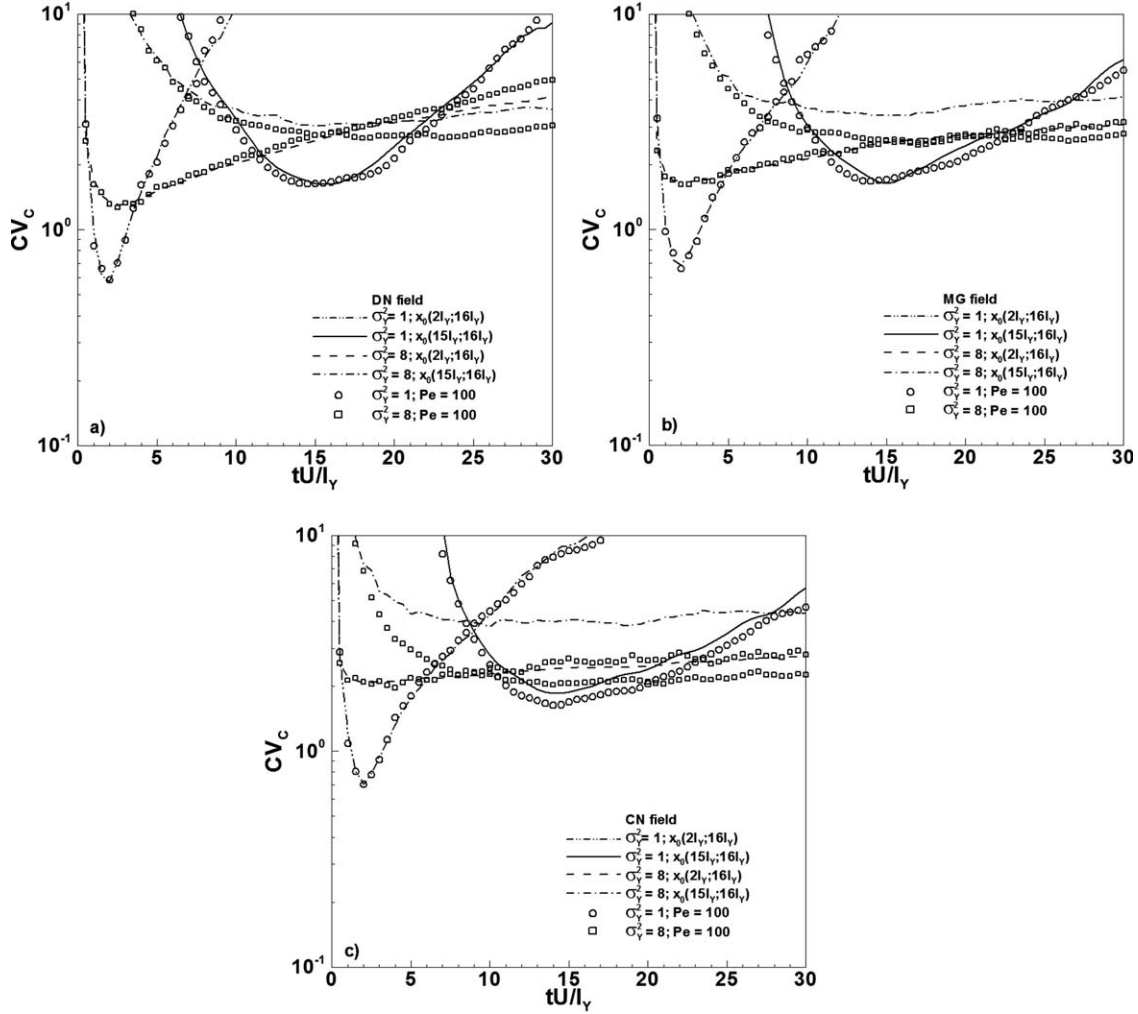 10¹
CV_C
10⁰
10⁻¹
DN field
σ²_Y = 1; x₀(2I_Y;16I_Y)
σ²_Y = 1; x₀(15I_Y;16I_Y)
σ²_Y = 8; x₀(2I_Y;16I_Y)
σ²_Y = 8; x₀(15I_Y;16I_Y)
σ²_Y = 1; Pe = 100
σ²_Y = 8; Pe = 100
a)
0 5 10 15 20 25 30
tU/I_Y
10¹
CV_C
10⁰
10⁻¹
MG field
σ²_Y = 1; x₀(2I_Y;16I_Y)
σ²_Y = 1; x₀(15I_Y;16I_Y)
σ²_Y = 8; x₀(2I_Y;16I_Y)
σ²_Y = 8; x₀(15I_Y;16I_Y)
σ²_Y = 1; Pe = 100
σ²_Y = 8; Pe = 100
b)
0 5 10 15 20 25 30
tU/I_Y
10¹
CV_C
10⁰
10⁻¹
CN field
σ²_Y = 1; x₀(2I_Y;16I_Y)
σ²_Y = 1; x₀(15I_Y;16I_Y)
σ²_Y = 8; x₀(2I_Y;16I_Y)
σ²_Y = 8; x₀(15I_Y;16I_Y)
σ²_Y = 1; Pe = 100
σ²_Y = 8; Pe = 100
c)
0 5 10 15 20 25 30
tU/I_Y